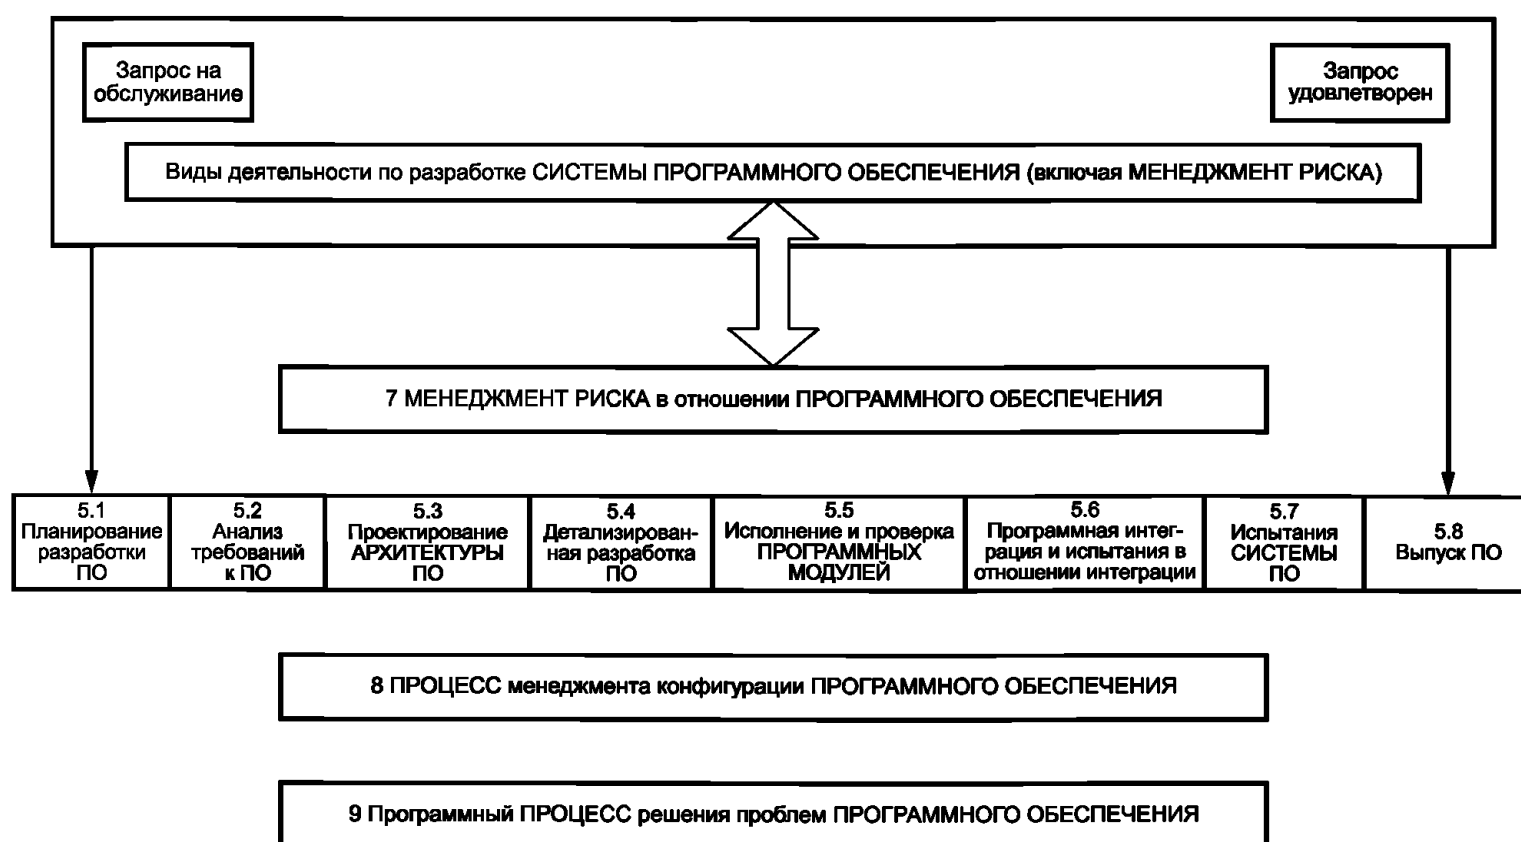 Запрос на
обслуживание
Запрос
удовлетворен
Виды деятельности по разработке СИСТЕМЫ ПРОГРАММНОГО ОБЕСПЕЧЕНИЯ (включая МЕНЕДЖМЕНТ РИСКА)
7 МЕНЕДЖМЕНТ РИСКА в отношении ПРОГРАММНОГО ОБЕСПЕЧЕНИЯ
5.1
Планирование
разработки
ПО
5.2
Анализ
требований
к ПО
5.3
Проектирование
АРХИТЕКТУРЫ
ПО
5.4
Детализирован-
ная разработка
ПО
5.5
Исполнение и проверка
ПРОГРАММНЫХ
МОДУЛЕЙ
5.6
Программная интег-
рация и испытания в
отношении интеграции
5.7
Испытания
СИСТЕМЫ
ПО
5.8
Выпуск ПО
8 ПРОЦЕСС менеджмента конфигурации ПРОГРАММНОГО ОБЕСПЕЧЕНИЯ
9 Программный ПРОЦЕСС решения проблем ПРОГРАММНОГО ОБЕСПЕЧЕНИЯ